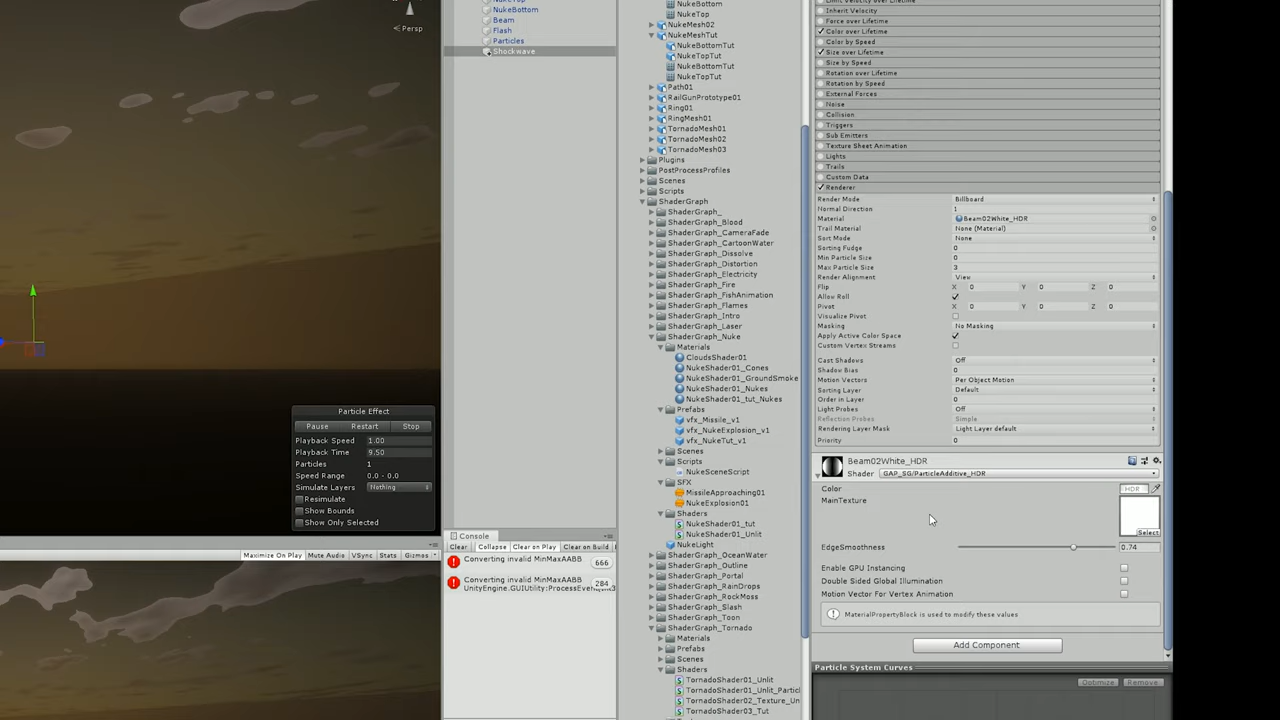 Persp
NukeBottom
Beam
Flash
Particles
Shockwave
Particle Effect
Pause Restart Stop
Playback Speed 1.00
Playback Time 9.50
Particles 1
Speed Range 0.0 - 0.0
Simulate Layers Nothing
Resimulate
Show Bounds
Show Only Selected
Maximize On Play Mute Audio VSync Stats Gizmos
Console
Clear Collapse Clear on Play Clear on Build
Converting invalid MinMaxAABB 666
Converting invalid MinMaxAABB 284
NukeBottom
NukeTop
NukeMesh02
NukeMeshTut
NukeBottomTut
NukeTopTut
NukeBottomTut
NukeTopTut
Path01
RailGunPrototype01
Ring01
RingMesh01
TornadoMesh01
TornadoMesh02
TornadoMesh03
Plugins
PostProcessProfiles
Scenes
Scripts
ShaderGraph
ShaderGraph_
ShaderGraph_Blood
ShaderGraph_CameraFade
ShaderGraph_CartoonWater
ShaderGraph_Dissolve
ShaderGraph_Distortion
ShaderGraph_Electricity
ShaderGraph_Fire
ShaderGraph_FishAnimation
ShaderGraph_Flames
ShaderGraph_Intro
ShaderGraph_Laser
ShaderGraph_Nuke
Materials
CloudsShader01
NukeShader01_Cones
NukeShader01_GroundSmoke
NukeShader01_Nukes
NukeShader01_tut_Nukes
Prefabs
vfx_Missile_v1
vfx_NukeExplosion_v1
vfx_NukeTut_v1
Scenes
Scripts
NukeSceneScript
SFX
MissileApproaching01
NukeExplosion01
Shaders
NukeShader01_tut
NukeShader01_Unlit
NukeLight
ShaderGraph_OceanWater
ShaderGraph_Outline
ShaderGraph_Portal
ShaderGraph_RainDrops
ShaderGraph_RockMoss
ShaderGraph_Slash
ShaderGraph_Toon
ShaderGraph_Tornado
Materials
Prefabs
Scenes
Shaders
TornadoShader01_Unlit
TornadoShader01_Unlit_Particl
TornadoShader02_Texture_Un
TornadoShader03_Tut
Inherit Velocity
Force over Lifetime
Color over Lifetime
Color by Speed
Size over Lifetime
Size by Speed
Rotation over Lifetime
Rotation by Speed
External Forces
Noise
Collision
Triggers
Sub Emitters
Texture Sheet Animation
Lights
Trails
Custom Data
Renderer
Render Mode Billboard
Normal Direction 1
Material Beam02White_HDR
Trail Material None (Material)
Sort Mode None
Sorting Fudge 0
Min Particle Size 0
Max Particle Size 3
Render Alignment View
Flip X 0 Y 0 Z 0
Allow Roll
Pivot X 0 Y 0 Z 0
Visualize Pivot
Masking No Masking
Apply Active Color Space
Custom Vertex Streams
Cast Shadows Off
Shadow Bias 0
Motion Vectors Per Object Motion
Sorting Layer Default
Order in Layer 0
Light Probes Off
Reflection Probes Simple
Rendering Layer Mask Light Layer default
Priority 0
Beam02White_HDR
Shader GAP_SG/ParticleAdditive_HDR
Color HDR
MainTexture
Select
EdgeSmoothness 0.74
Enable GPU Instancing
Double Sided Global Illumination
Motion Vector For Vertex Animation
MaterialPropertyBlock is used to modify these values
Add Component
Particle System Curves
Optimize Remove